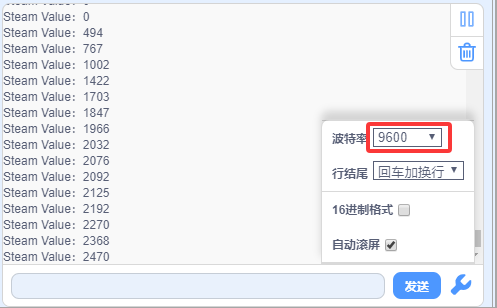 Steam Value: 0
Steam Value: 494
Steam Value: 767
Steam Value: 1002
Steam Value: 1422
Steam Value: 1703
Steam Value: 1847
Steam Value: 1966
Steam Value: 2032
Steam Value: 2076
Steam Value: 2092
Steam Value: 2125
Steam Value: 2192
Steam Value: 2270
Steam Value: 2368
Steam Value: 2470
波特率 9600
行结尾 回车加换行
16进制格式
自动滚屏
发送